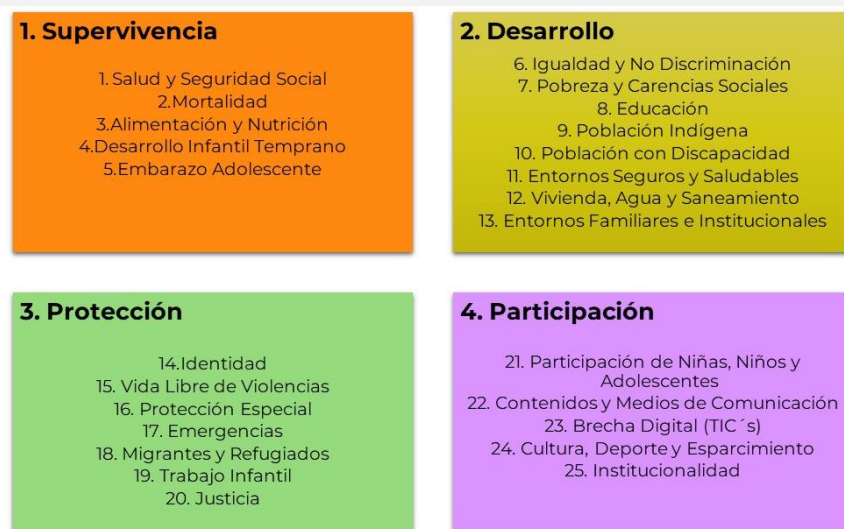 1. Supervivencia
1. Salud y Seguridad Social
2.Mortalidad
3.Alimentación y Nutrición
4.Desarrollo Infantil Temprano
5.Embarazo Adolescente
2. Desarrollo
6. Igualdad y No Discriminación
7. Pobreza y Carencias Sociales
8. Educación
9. Población Indígena
10. Población con Discapacidad
11. Entornos Seguros y Saludables
12. Vivienda, Agua y Saneamiento
13. Entornos Familiares e Institucionales
3. Protección
14.Identidad
15. Vida Libre de Violencias
16. Protección Especial
17. Emergencias
18. Migrantes y Refugiados
19. Trabajo Infantil
20. Justicia
4. Participación
21. Participación de Niñas, Niños y
Adolescentes
22. Contenidos y Medios de Comunicación
23. Brecha Digital (TIC´s)
24. Cultura, Deporte y Esparcimiento
25. Institucionalidad